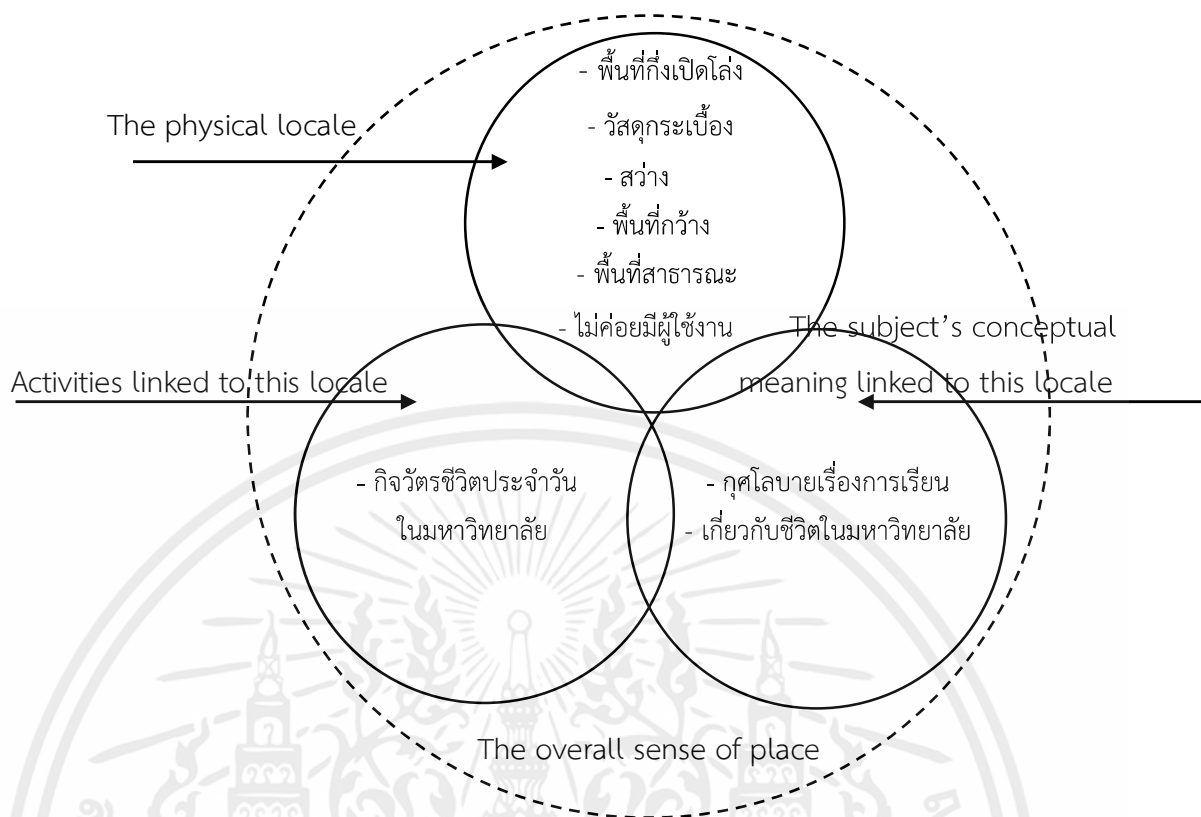 - พื้นที่กึ่งเปิดโล่ง
The physical locale
- วัสดุกระเบื้อง
- สว่าง
- พื้นที่กว้าง
- พื้นที่สาธารณะ
- ไม่ค่อยมีผู้ใช้งาน
The subject's conceptual
meaning linked to this locale
Activities linked to this locale
- กิจวัตรชีวิตประจำวัน
ในมหาวิทยาลัย
- กุศโลบายเรื่องการเรียน
- เกี่ยวกับชีวิตในมหาวิทยาลัย
The overall sense of place